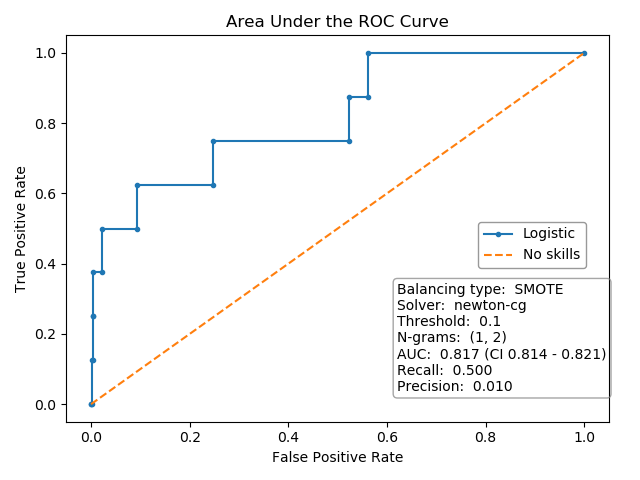 Area Under the ROC Curve
True Positive Rate
1.0
0.8
0.6
0.4
0.2
0.0
Logistic
No skills
Balancing type:  SMOTE
Solver:  newton-cg
Threshold:  0.1
N-grams:  (1, 2)
AUC:  0.817 (CI 0.814 - 0.821)
Recall:  0.500
Precision:  0.010
0.0 0.2 0.4 0.6 0.8 1.0
False Positive Rate